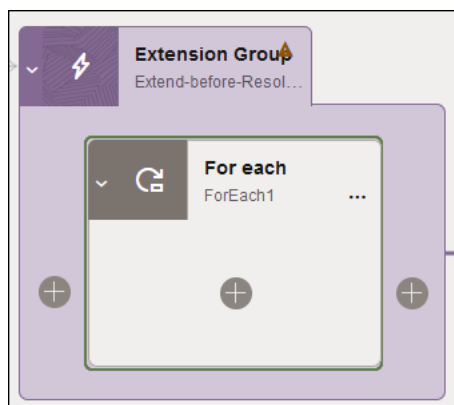 Extension Group
Extend-before-Resol...
For each
ForEach1
...